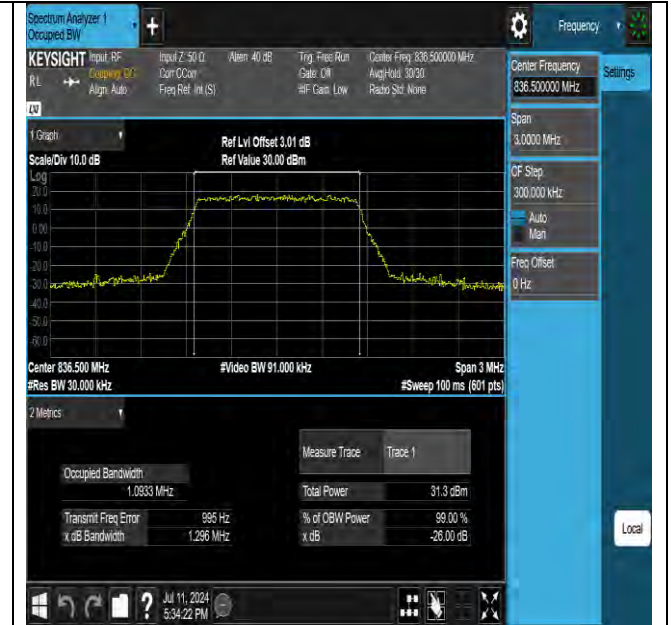 Spectrum Analyzer 1
Occupied BW
+
Frequency
KEYSIGHT Input: RF
RL
Coupling: DC
Align: Auto
Input Z: 50 Ω
Corr CCorr
Freq Ref: Int (S)
Atten: 40 dB
Trig: Free Run
Gate: Off
#IF Gain: Low
Center Freq: 836.500000 MHz
Avg|Hold: 30/30
Radio Std: None
LXI
1 Graph
Scale/Div 10.0 dB
Ref Lvl Offset 3.01 dB
Ref Value 30.00 dBm
Log
20.0
10.0
0.00
-10.0
-20.0
-30.0
-40.0
-50.0
-60.0
Center 836.500 MHz
#Res BW 30.000 kHz
#Video BW 91.000 kHz
Span 3 MHz
#Sweep 100 ms (601 pts)
2 Metrics
Measure Trace Trace 1
Occupied Bandwidth
1.0933 MHz
Total Power 31.3 dBm
Transmit Freq Error 995 Hz
% of OBW Power 99.00 %
x dB Bandwidth 1.296 MHz
x dB -26.00 dB
Center Frequency
836.500000 MHz
Settings
Span
3.0000 MHz
CF Step
300.000 kHz
Auto
Man
Freq Offset
0 Hz
Local
?
Jul 11, 2024
5:34:22 PM